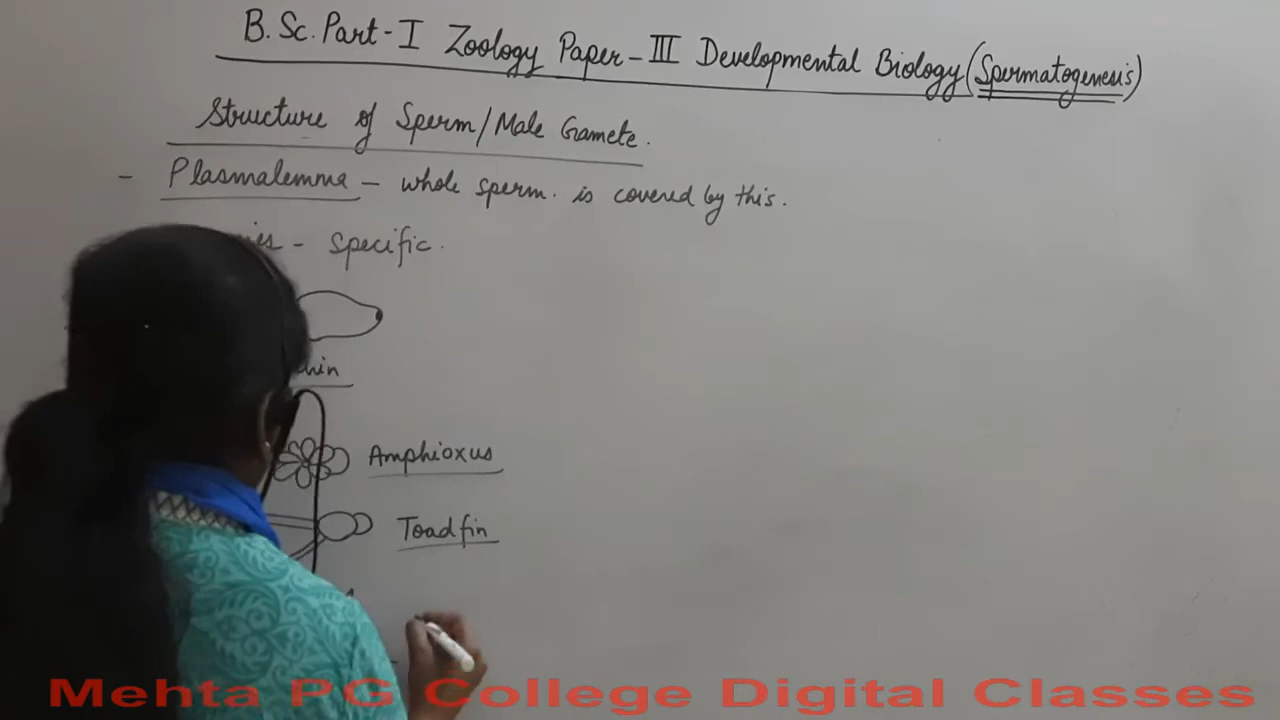 B.Sc. Part-I Zoology Paper-III Developmental Biology (Spermatogenesis)
Structure of Sperm/Male Gamete.
- Plasmalemma - whole sperm. is covered by this.
- Specific.
Amphioxus
Toadfin
Mehta PG College Digital Classes